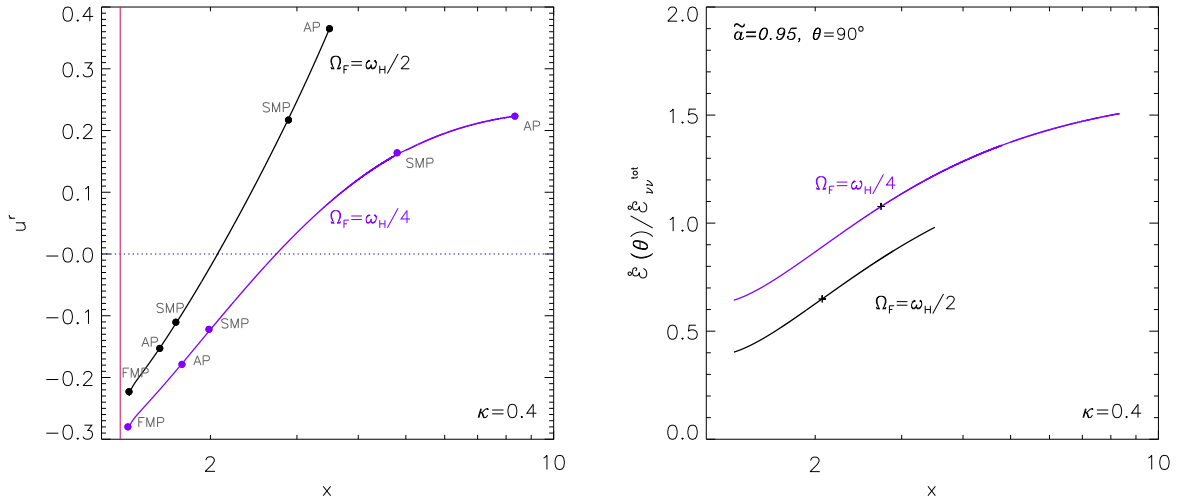 0.4
0.3
0.2
0.1
−0.0
−0.1
−0.2
−0.3
u^r
AP
Ω_F=ω_H/2
SMP
AP
SMP
Ω_F=ω_H/4
SMP
SMP
AP
AP
FMP
FMP
κ=0.4
2
10
x
2.0
1.5
1.0
0.5
0.0
ℰ̇(θ)/ℰ̇_νν^tot
ã=0.95, θ=90°
Ω_F=ω_H/4
Ω_F=ω_H/2
κ=0.4
2
10
x